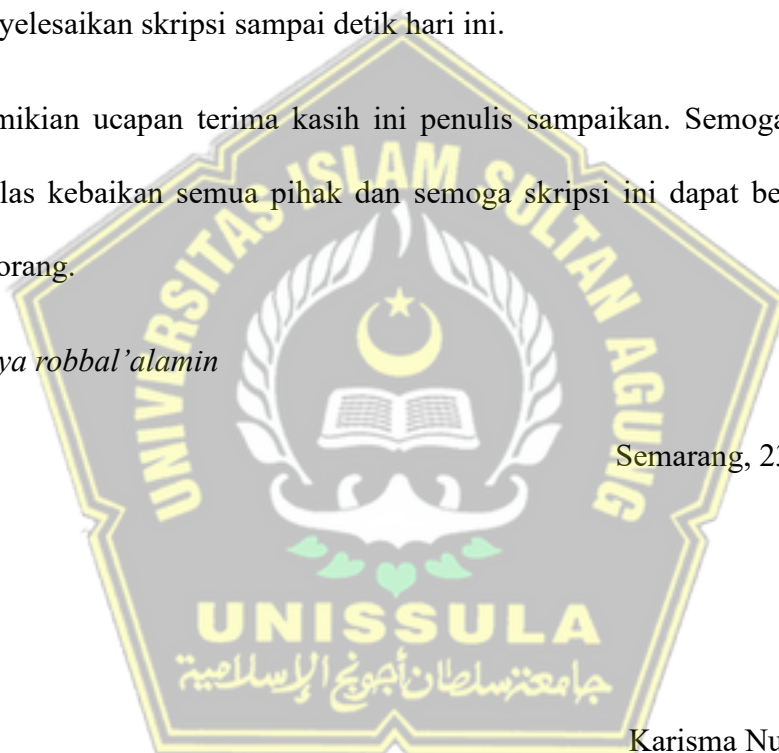 yelesaikan skripsi sampai detik hari ini.
mikian ucapan terima kasih ini penulis sampaikan. Semoga
las kebaikan semua pihak dan semoga skripsi ini dapat be
orang.
ya robbal’alamin
Semarang, 23
Karisma Nu
UNIVERSITAS ISLAM SULTAN AGUNG
UNISSULA
جامعة سلطان أجونج الإسلامية